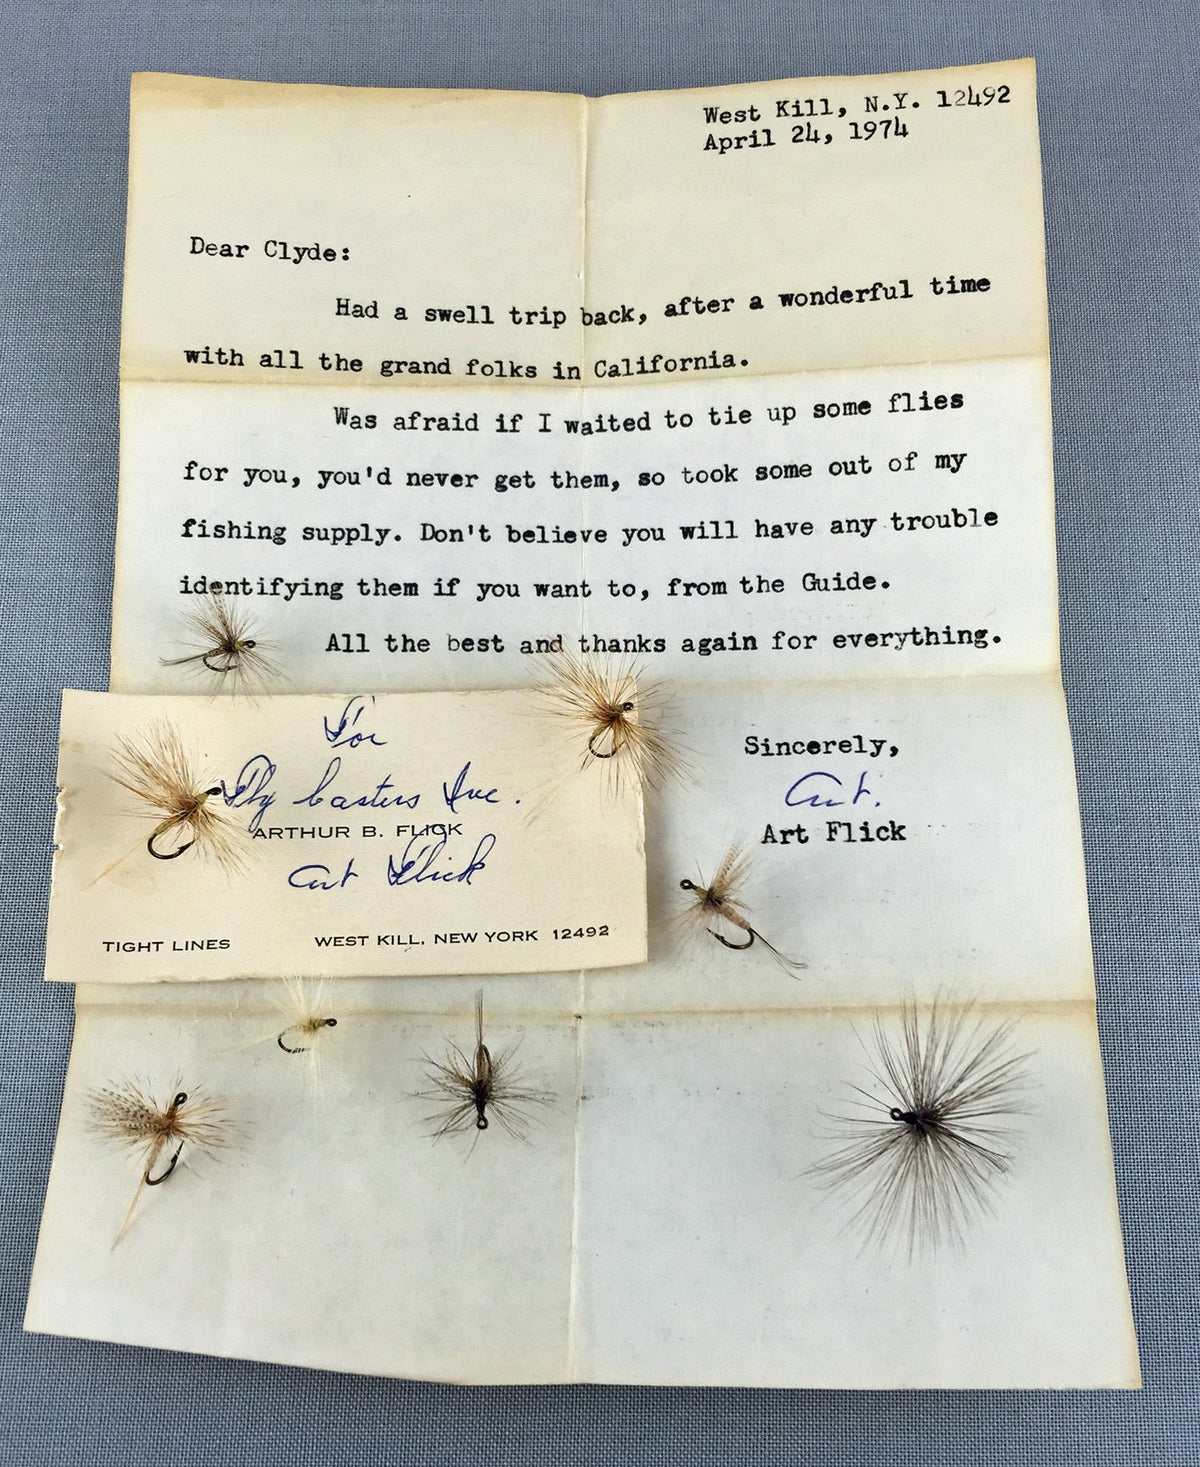 West Kill, N.Y. 12492
April 24, 1974
Dear Clyde:
Had a swell trip back, after a wonderful time
with all the grand folks in California.
Was afraid if I waited to tie up some flies
for you, you'd never get them, so took some out of my
fishing supply. Don't believe you will have any trouble
identifying them if you want to, from the Guide.
All the best and thanks again for everything.
Sincerely,
Art.
Art Flick
For
Fly Casters Inc.
ARTHUR B. FLICK
Art Flick
TIGHT LINES WEST KILL, NEW YORK 12492